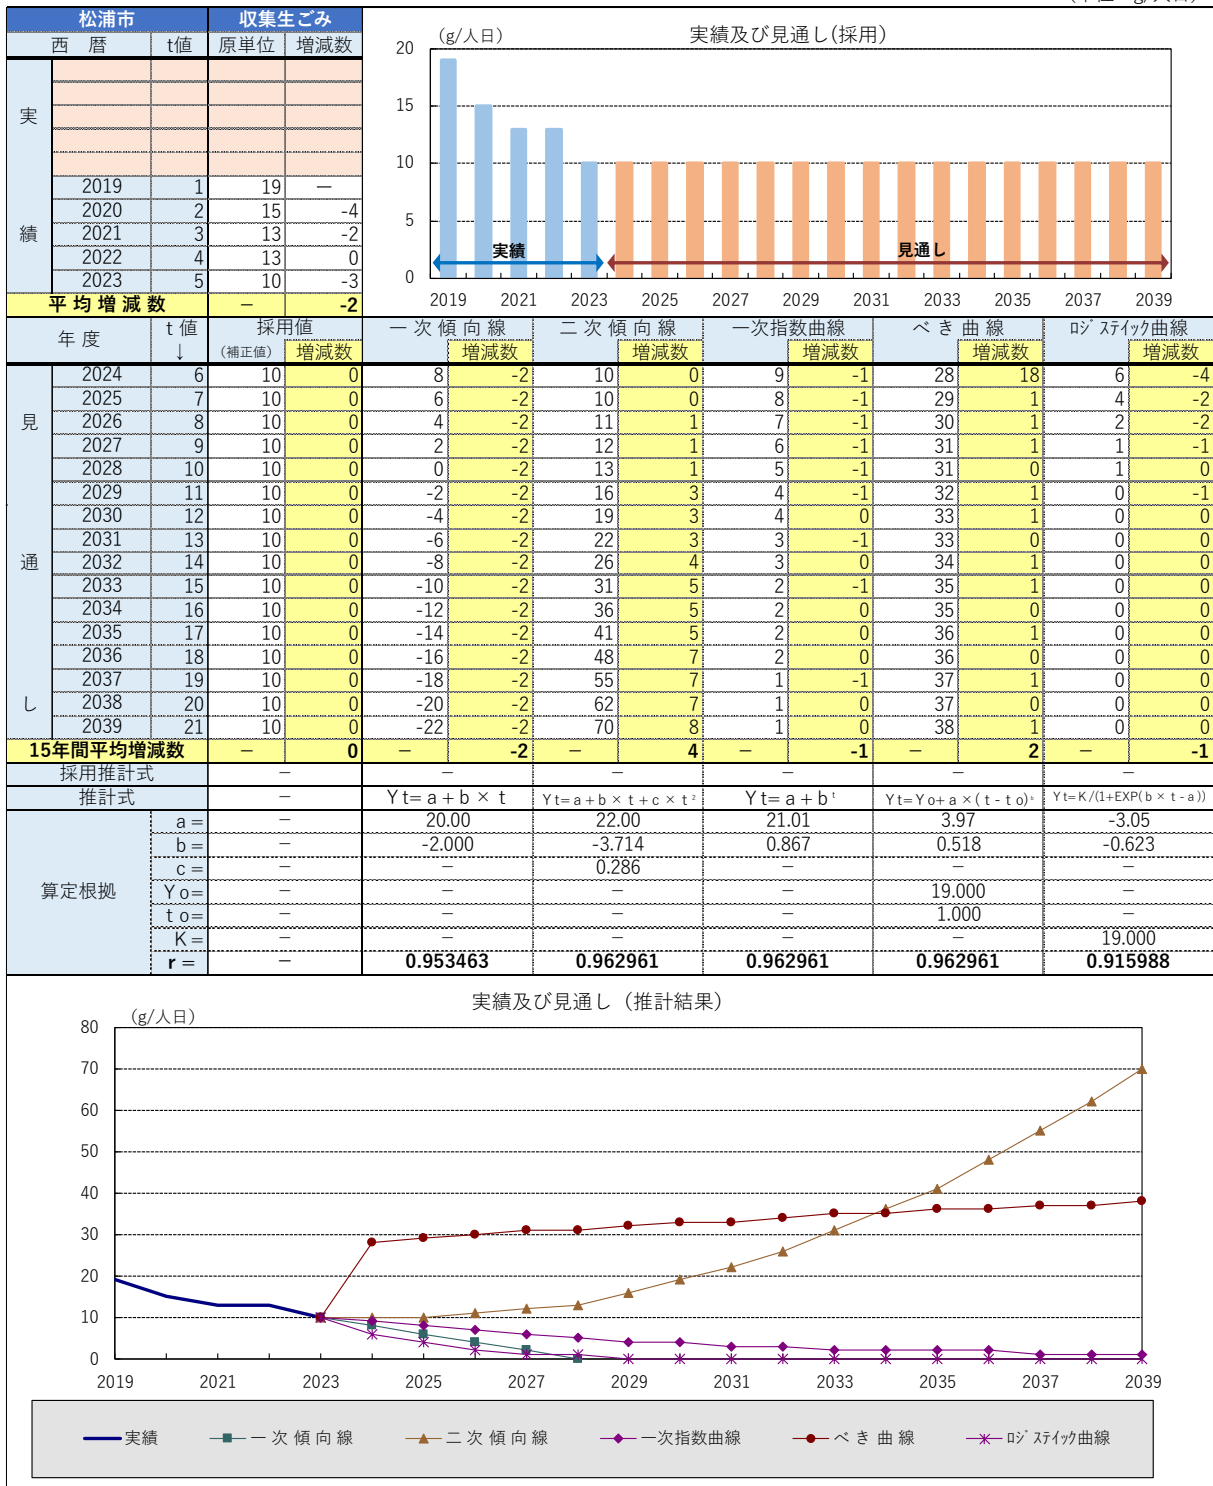 (単位:g/人日)
松浦市 収集生ごみ
西 暦 t値 原単位 増減数
実
績
2019 1 19 －
2020 2 15 -4
2021 3 13 -2
2022 4 13 0
2023 5 10 -3
平 均 増 減 数 － -2
実績及び見通し(採用)
(g/人日)
20
15
10
5
0
実績 見通し
2019 2021 2023 2025 2027 2029 2031 2033 2035 2037 2039
年 度 t 値 ↓ 採用値 (補正値) 増減数 一 次 傾 向 線 増減数 二 次 傾 向 線 増減数 一次指数曲線 増減数 べ き 曲 線 増減数 ﾛｼﾞｽﾃｨｯｸ曲線 増減数
見
通
し
2024 6 10 0 8 -2 10 0 9 -1 28 18 6 -4
2025 7 10 0 6 -2 10 0 8 -1 29 1 4 -2
2026 8 10 0 4 -2 11 1 7 -1 30 1 2 -2
2027 9 10 0 2 -2 12 1 6 -1 31 1 1 -1
2028 10 10 0 0 -2 13 1 5 -1 31 0 1 0
2029 11 10 0 -2 -2 16 3 4 -1 32 1 0 -1
2030 12 10 0 -4 -2 19 3 4 0 33 1 0 0
2031 13 10 0 -6 -2 22 3 3 -1 33 0 0 0
2032 14 10 0 -8 -2 26 4 3 0 34 1 0 0
2033 15 10 0 -10 -2 31 5 2 -1 35 1 0 0
2034 16 10 0 -12 -2 36 5 2 0 35 0 0 0
2035 17 10 0 -14 -2 41 5 2 0 36 1 0 0
2036 18 10 0 -16 -2 48 7 2 0 36 0 0 0
2037 19 10 0 -18 -2 55 7 1 -1 37 1 0 0
2038 20 10 0 -20 -2 62 7 1 0 37 0 0 0
2039 21 10 0 -22 -2 70 8 1 0 38 1 0 0
15年間平均増減数 － 0 － -2 － 4 － -1 － 2 － -1
採用推計式 － － － － － －
推計式 － Y t= a + b × t Y t= a + b × t + c × t ² Y t= a + b ᵗ Y t= Y o+ a × ( t - t o) ᵇ Y t= K /(1+EXP( b × t - a ))
算定根拠
a = － 20.00 22.00 21.01 3.97 -3.05
b = － -2.000 -3.714 0.867 0.518 -0.623
c = － － 0.286 － － －
Y o= － － － － 19.000 －
t o= － － － － 1.000 －
K = － － － － － 19.000
r = － 0.953463 0.962961 0.962961 0.962961 0.915988
実績及び見通し（推計結果）
(g/人日)
80
70
60
50
40
30
20
10
0
2019 2021 2023 2025 2027 2029 2031 2033 2035 2037 2039
実績 一 次 傾 向 線 二 次 傾 向 線 一次指数曲線 べ き 曲 線 ﾛｼﾞｽﾃｨｯｸ曲線